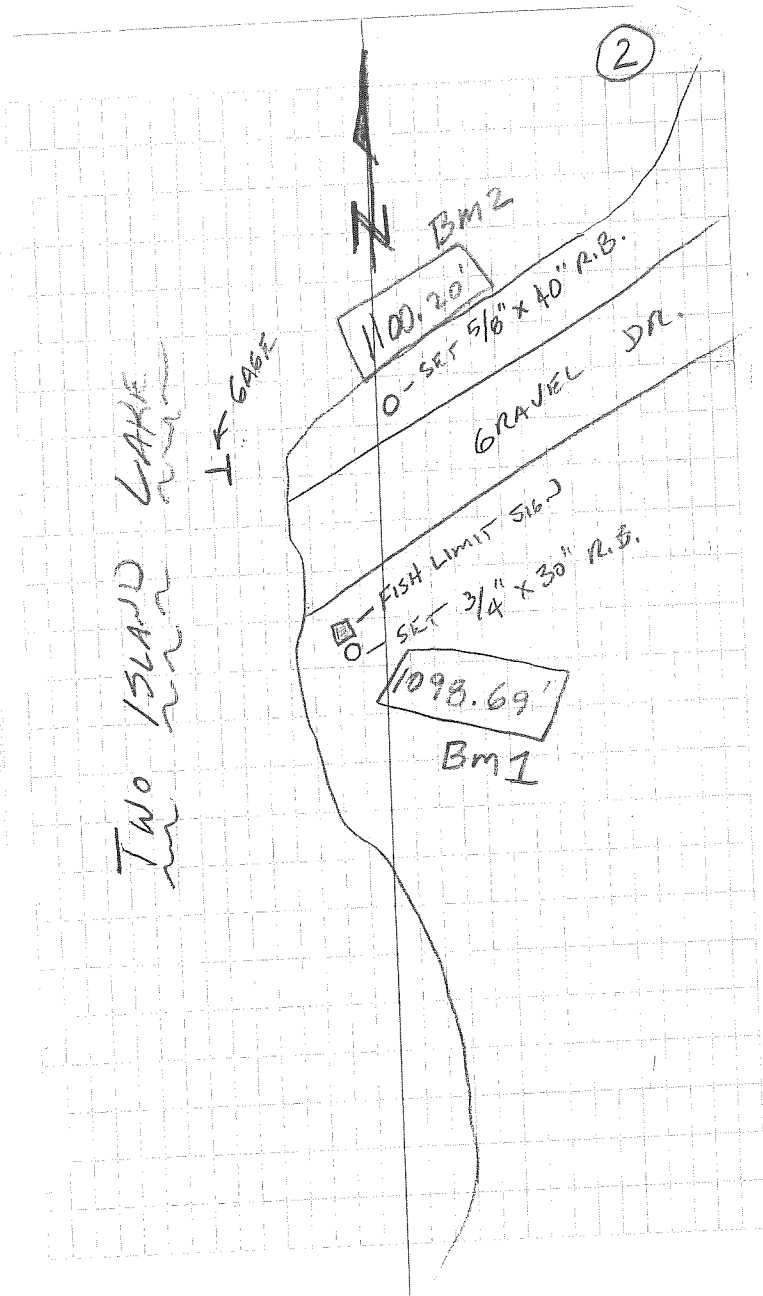 2
N
Bm2
1100.20'
SET 5/8" x 40" R.B.
GAGE
GRAVEL DR.
TWO ISLAND LAKE
FISH LIMIT SIGN
SET 3/4" x 30" R.B.
1098.69'
Bm1